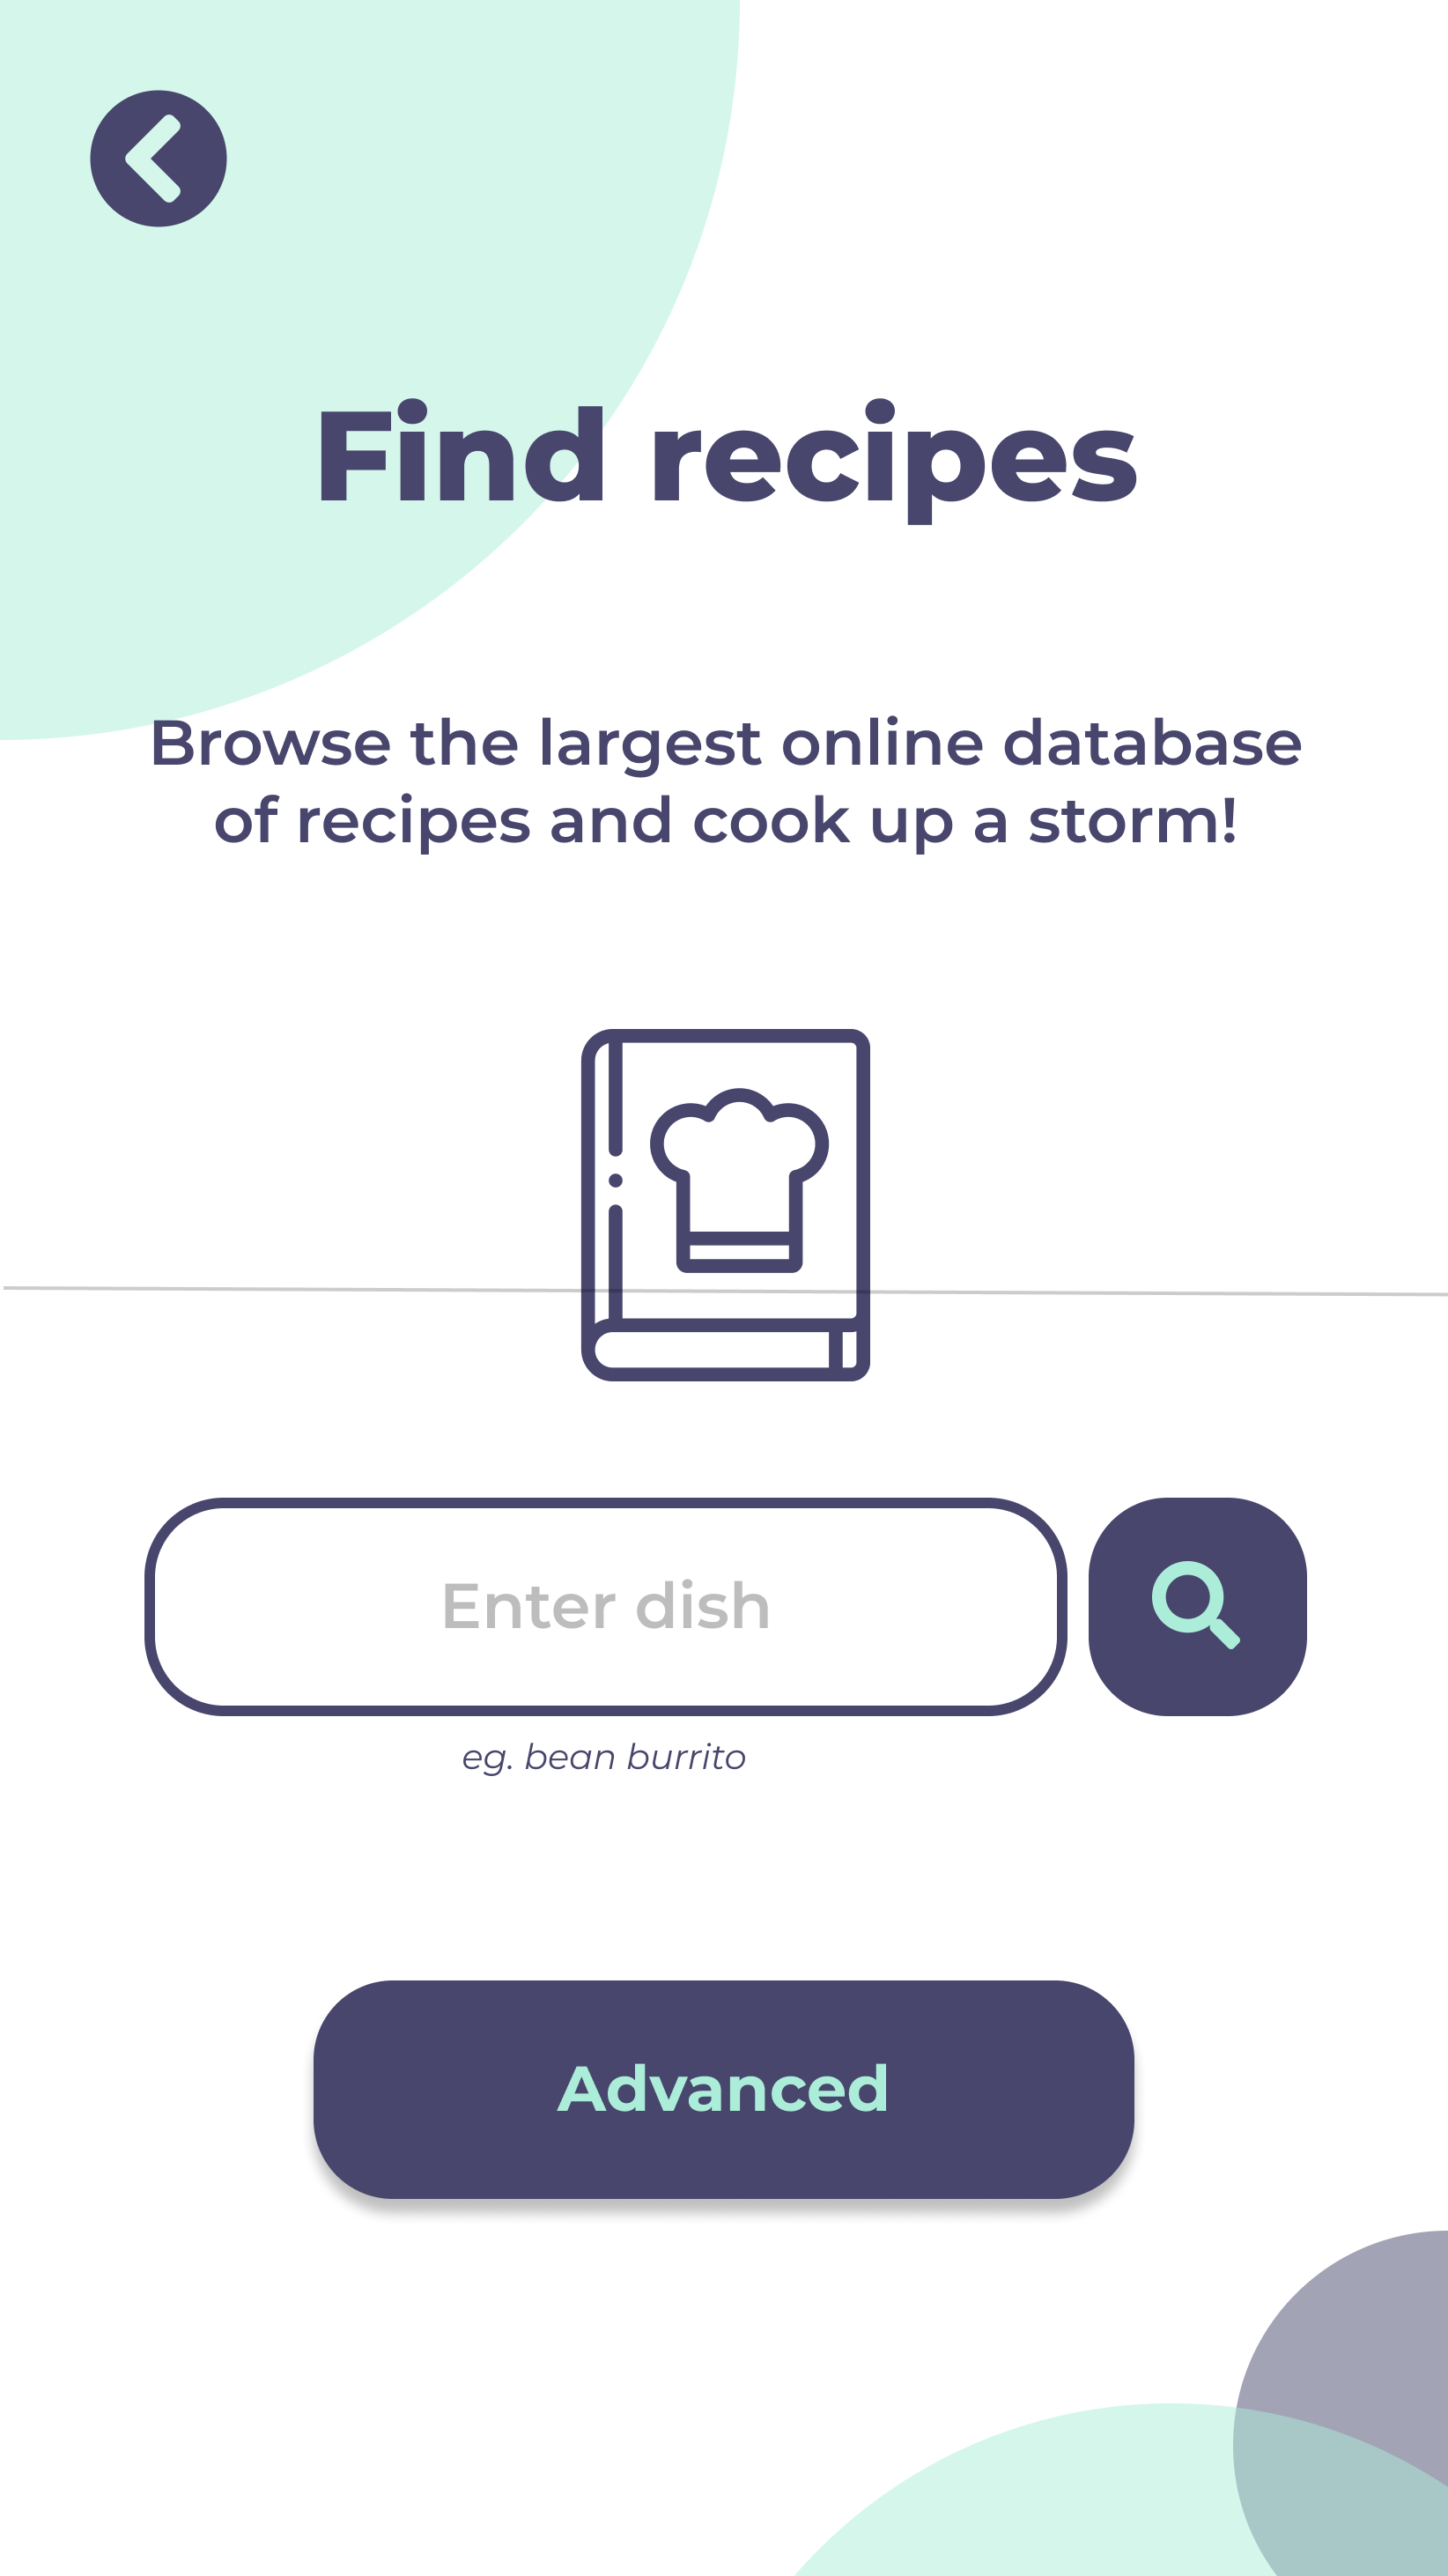 Find recipes
Browse the largest online database
of recipes and cook up a storm!
Enter dish
eg. bean burrito
Advanced